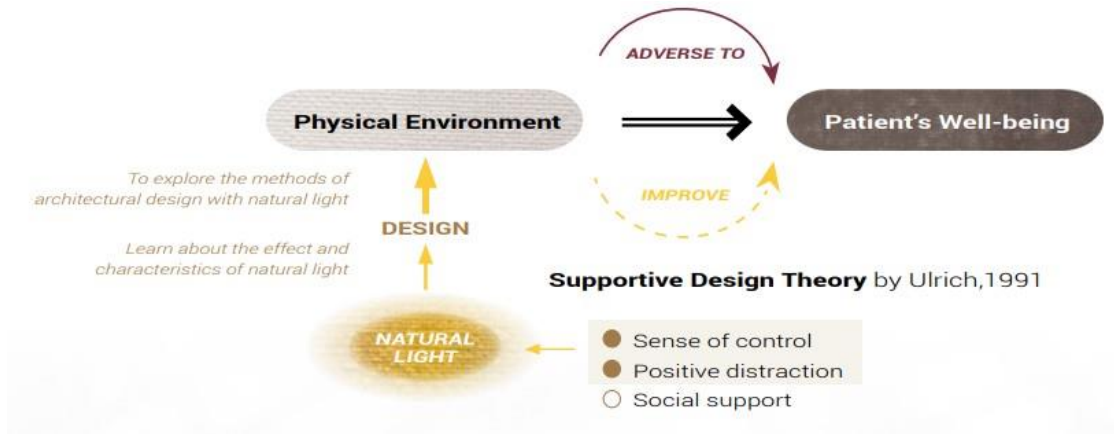 ADVERSE TO
Physical Environment
Patient's Well-being
To explore the methods of
architectural design with natural light
IMPROVE
DESIGN
Learn about the effect and
characteristics of natural light
Supportive Design Theory by Ulrich,1991
NATURAL
LIGHT
Sense of control
Positive distraction
Social support